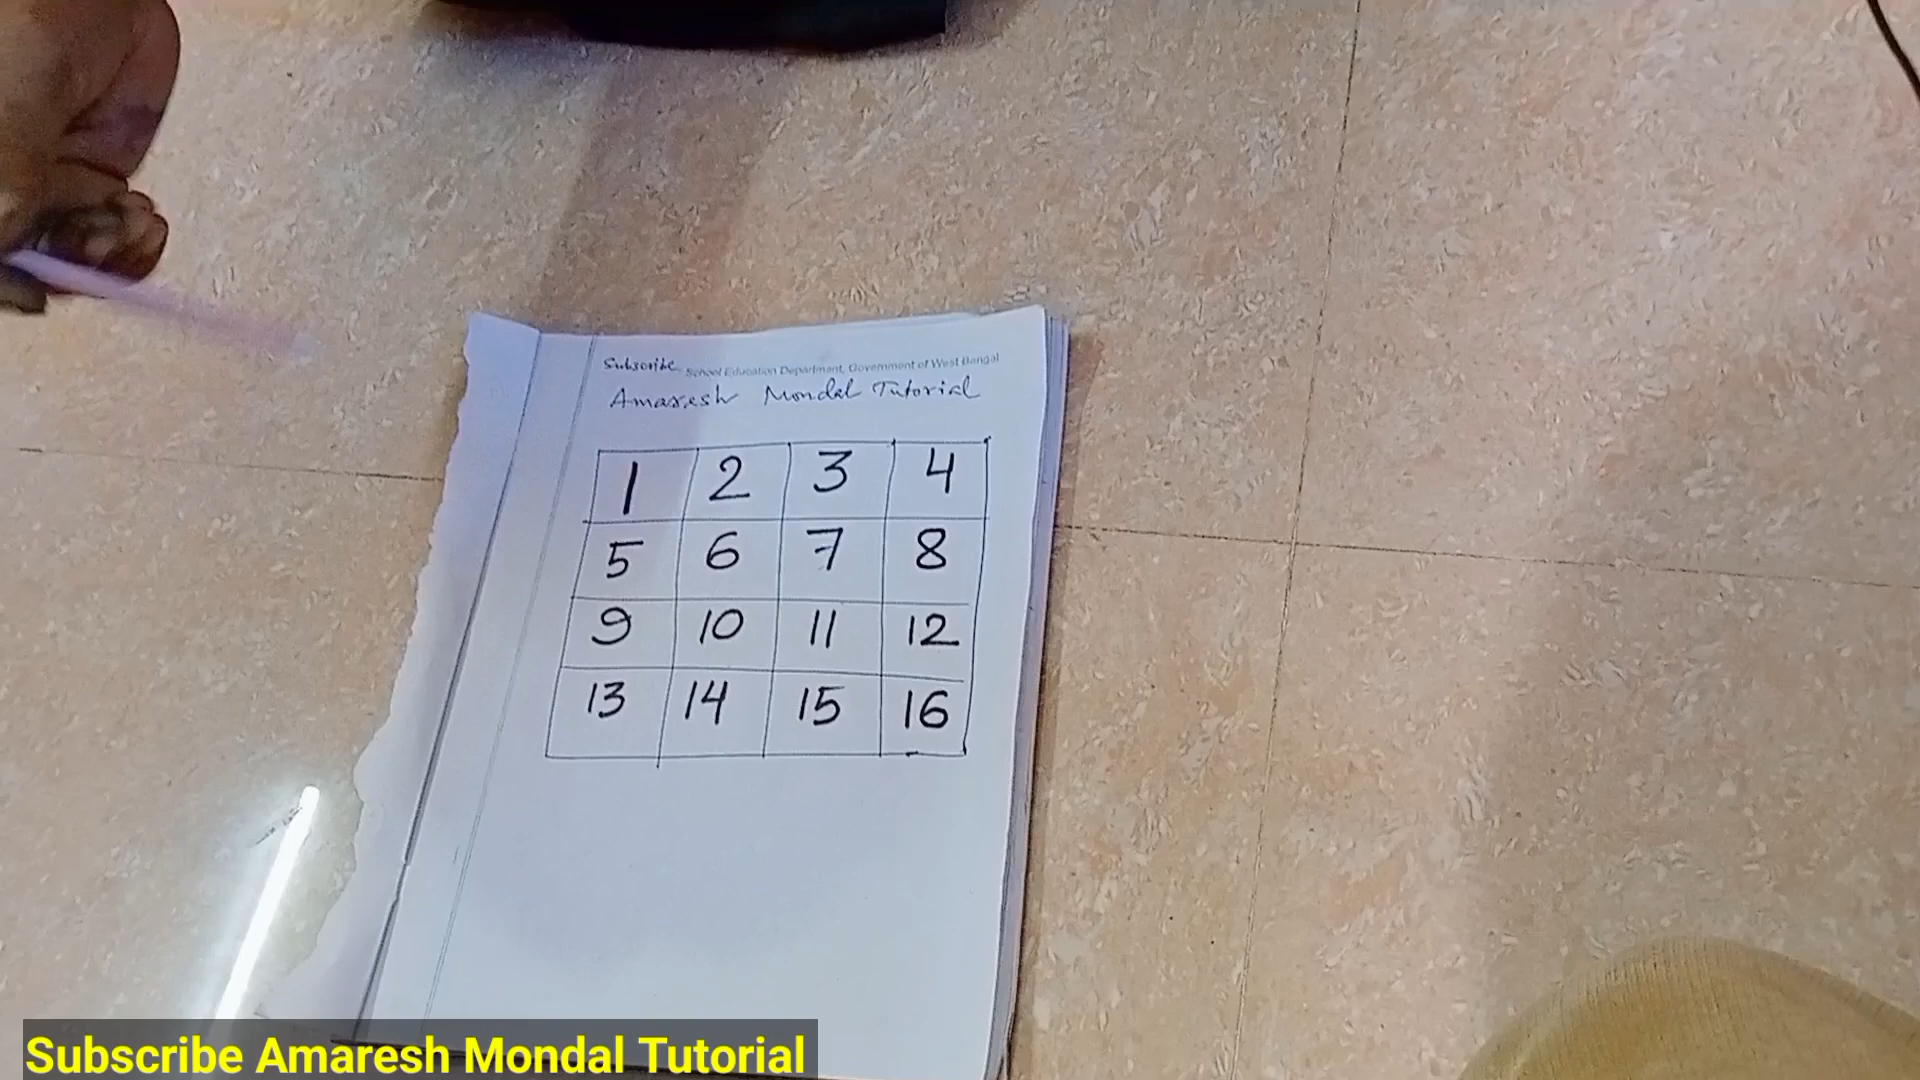 Subscribe School Education Department, Government of West Bengal
Amaresh Mondal Tutorial
1 2 3 4
5 6 7 8
9 10 11 12
13 14 15 16
Subscribe Amaresh Mondal Tutorial